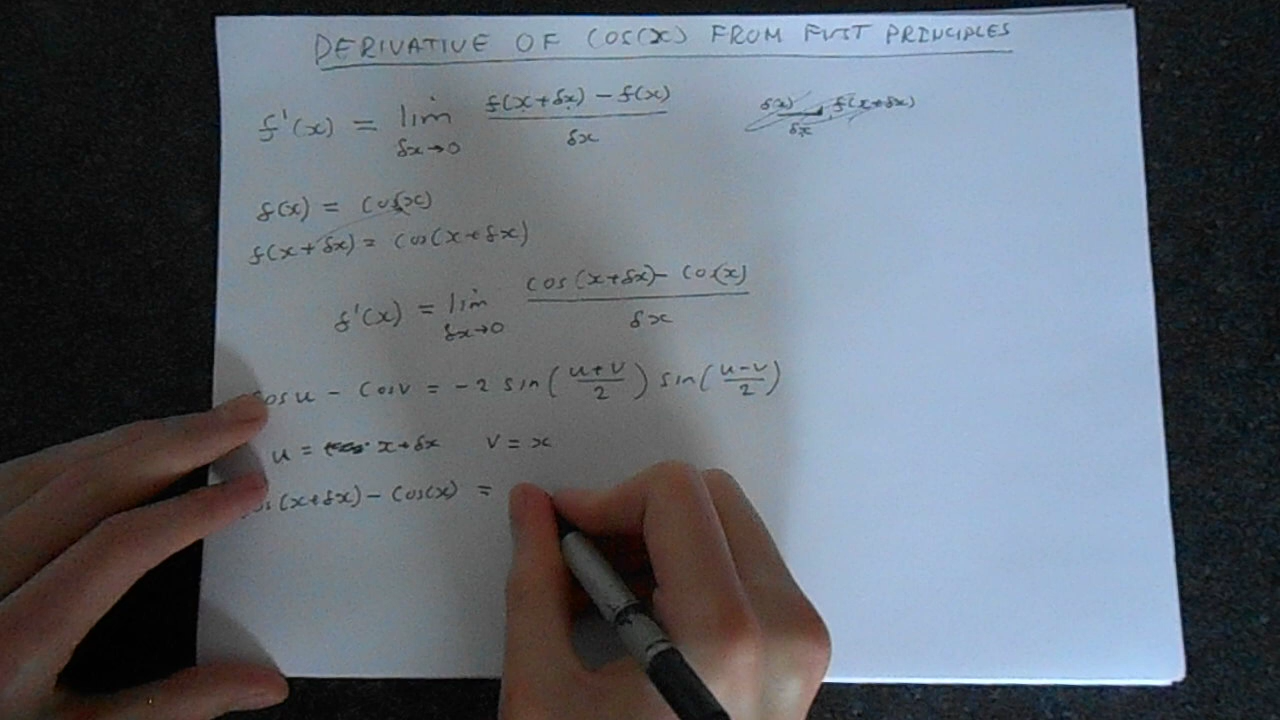 DERIVATIVE OF COS(x) FROM FIRST PRINCIPLES
f'(x) = lim δx→0 f(x+δx) - f(x) / δx
f(x) = cos(x)
f(x+δx) = cos(x+δx)
f'(x) = lim δx→0 cos(x+δx) - cos(x) / δx
cos u - cos v = -2 sin(u+v / 2) sin(u-v / 2)
u = x+δx v = x
cos(x+δx) - cos(x) =